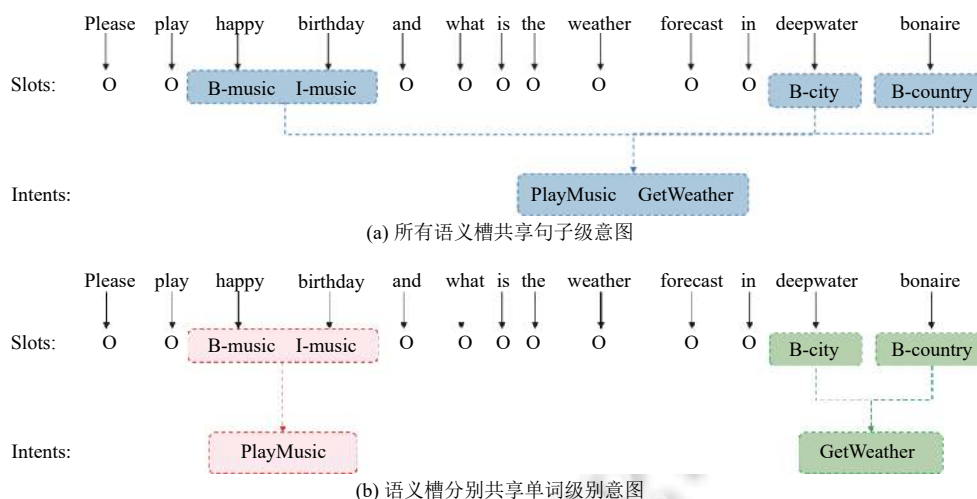 Please play happy birthday and what is the weather forecast in deepwater bonaire
Slots: O O B-music I-music O O O O O O O B-city B-country
Intents: PlayMusic GetWeather
(a) 所有语义槽共享句子级意图
Please play happy birthday and what is the weather forecast in deepwater bonaire
Slots: O O B-music I-music O O O O O O O B-city B-country
Intents: PlayMusic GetWeather
(b) 语义槽分别共享单词级别意图